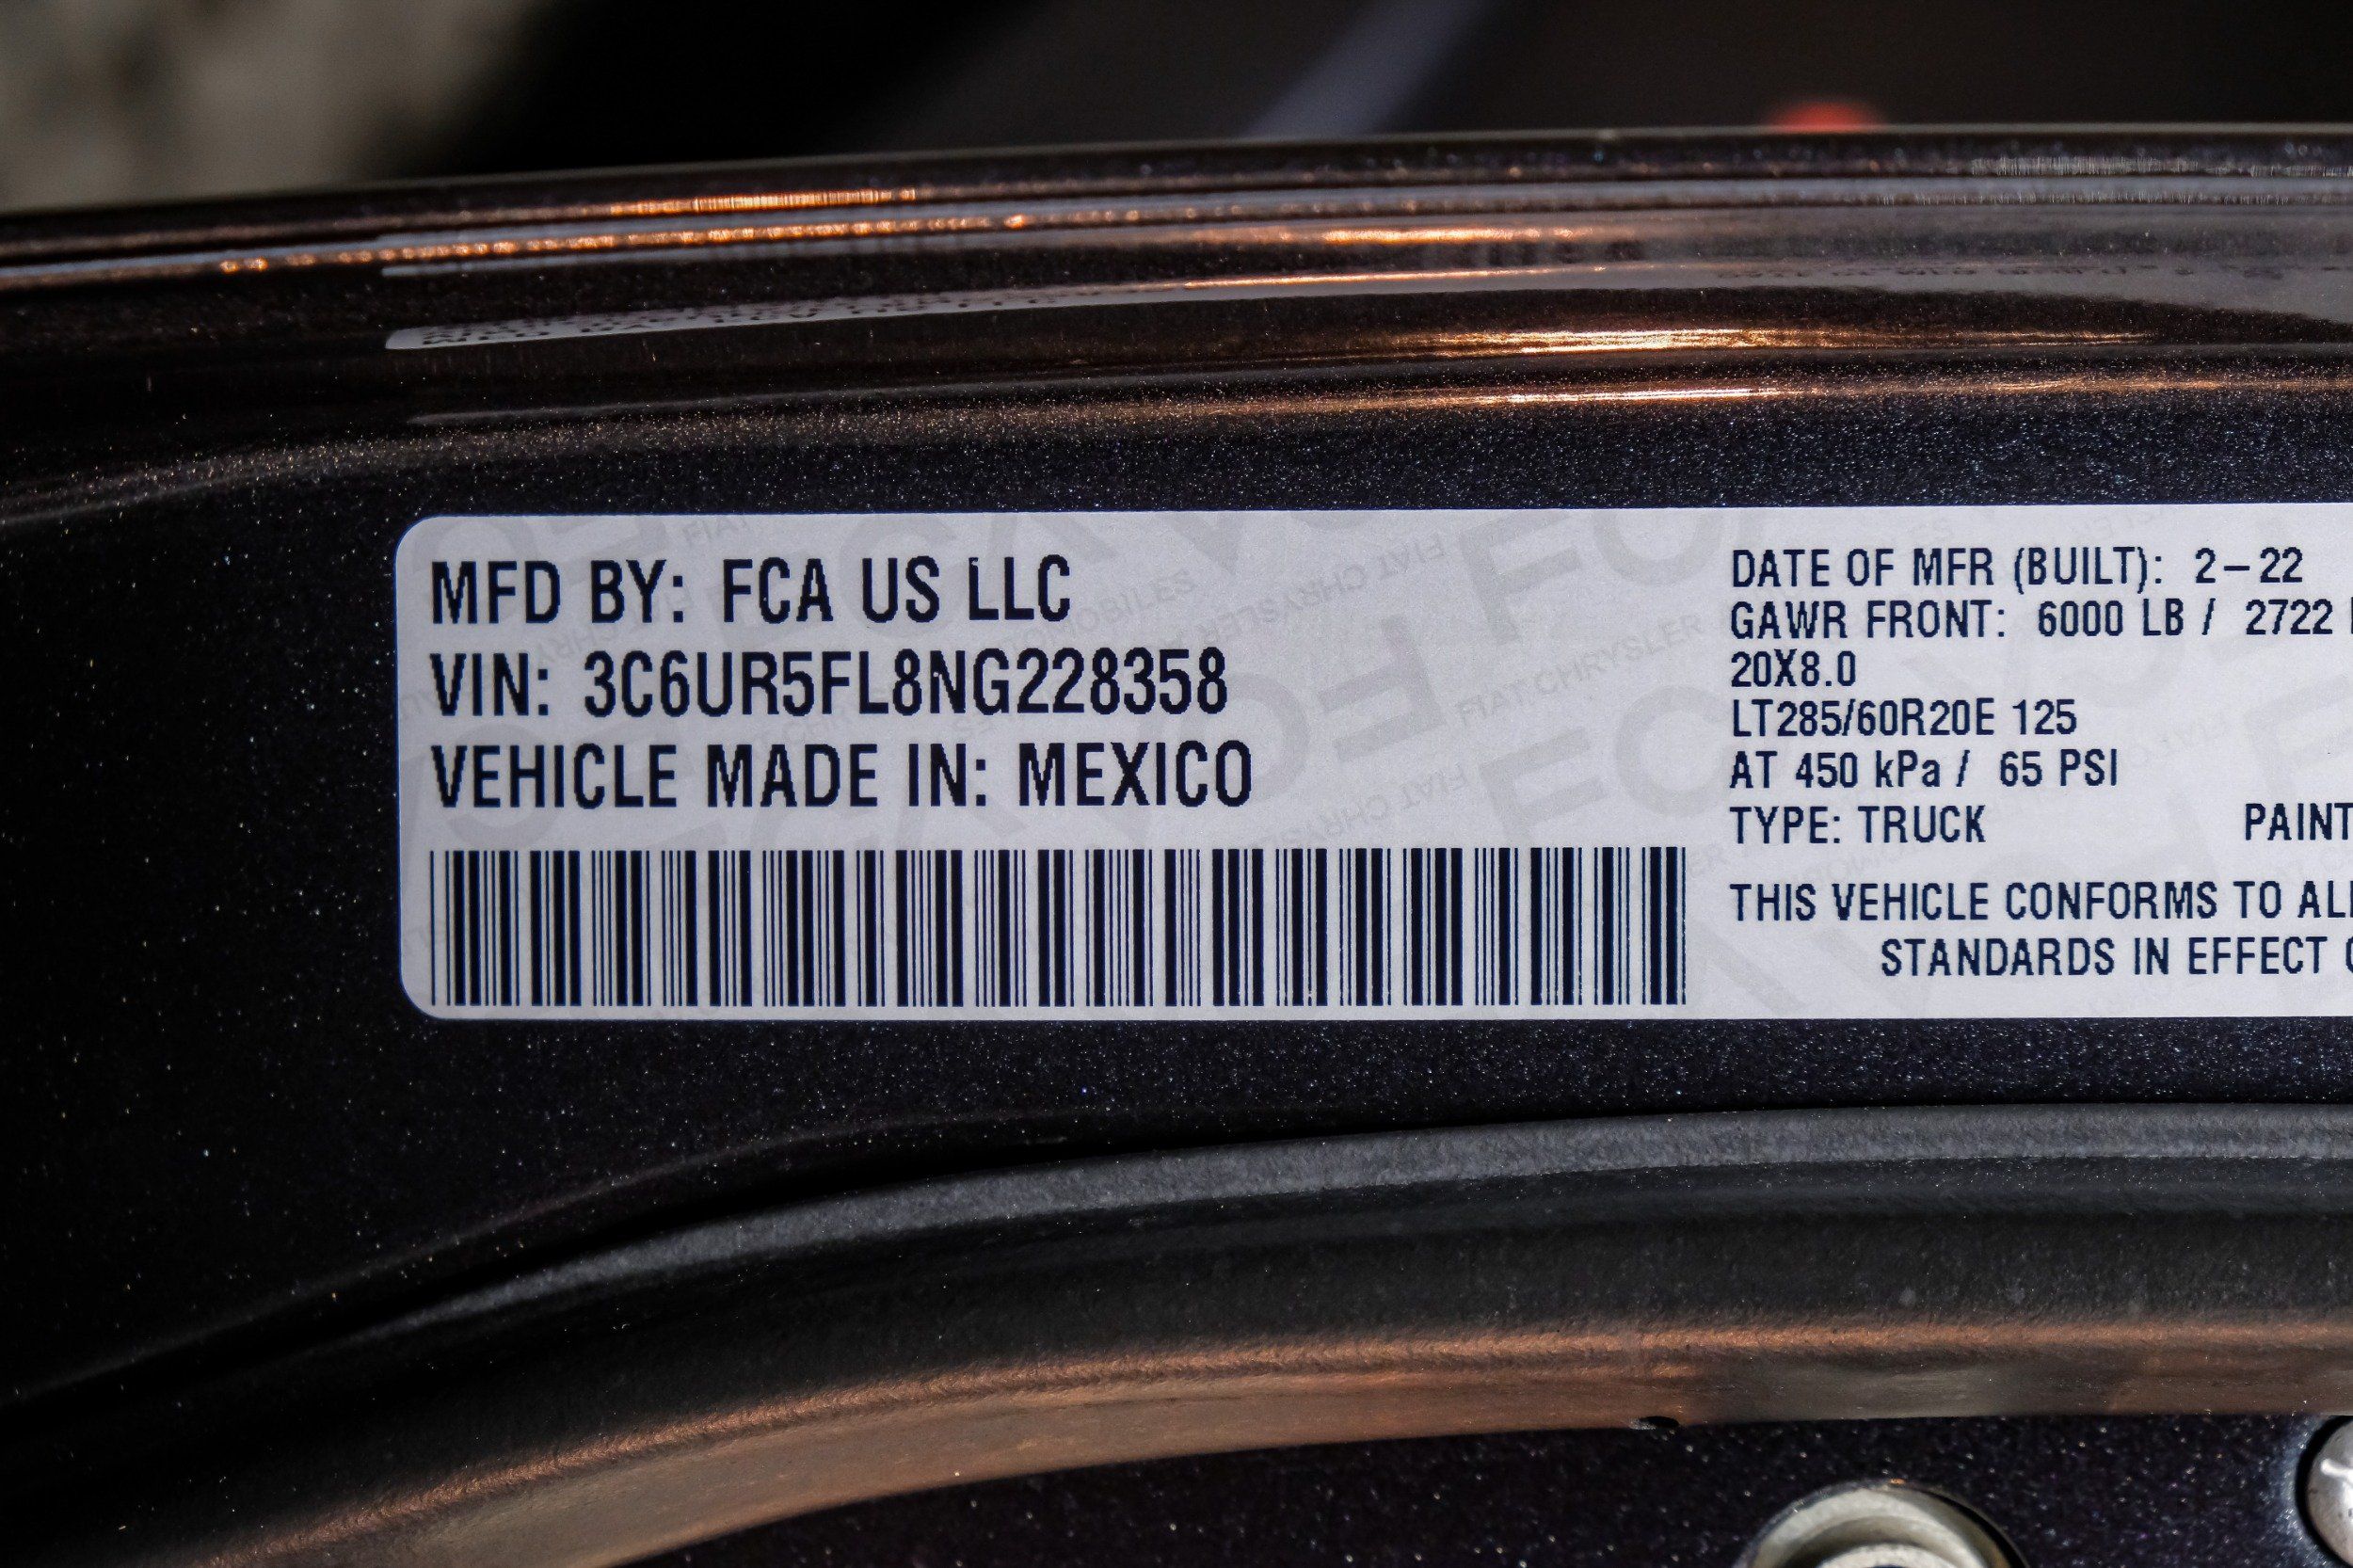 MFD BY: FCA US LLC
VIN: 3C6UR5FL8NG228358
VEHICLE MADE IN: MEXICO
DATE OF MFR (BUILT): 2-22
GAWR FRONT: 6000 LB / 2722
20X8.0
LT285/60R20E 125
AT 450 kPa / 65 PSI
TYPE: TRUCK PAINT
THIS VEHICLE CONFORMS TO ALL
STANDARDS IN EFFECT